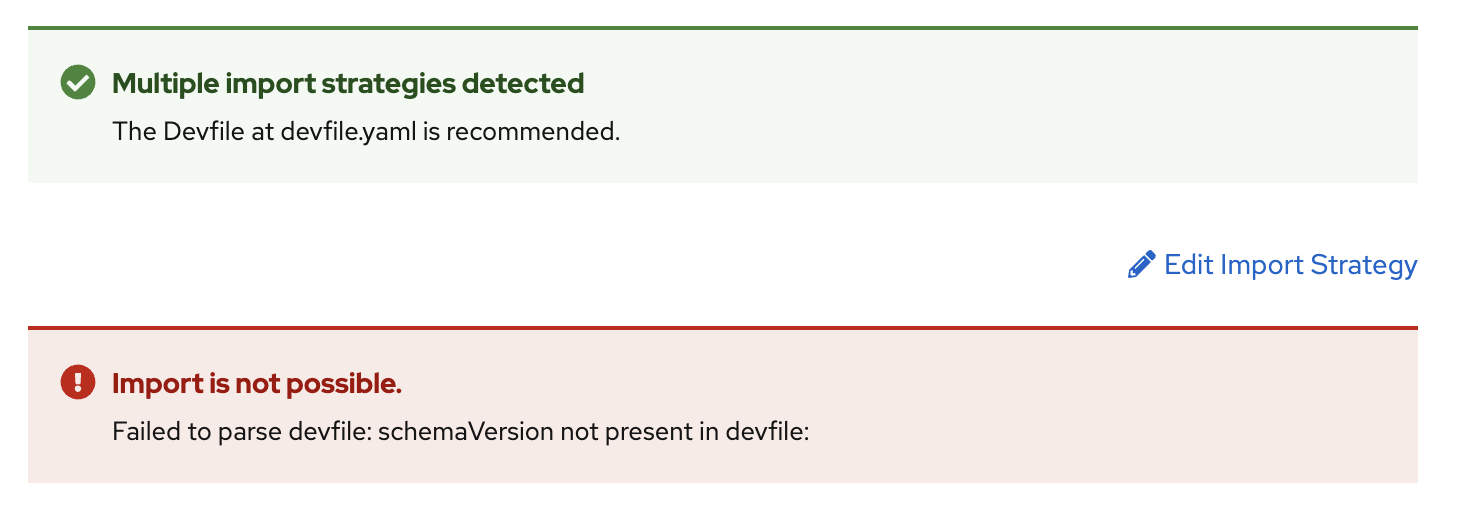 Multiple import strategies detected
The Devfile at devfile.yaml is recommended.
Edit Import Strategy
Import is not possible.
Failed to parse devfile: schemaVersion not present in devfile: